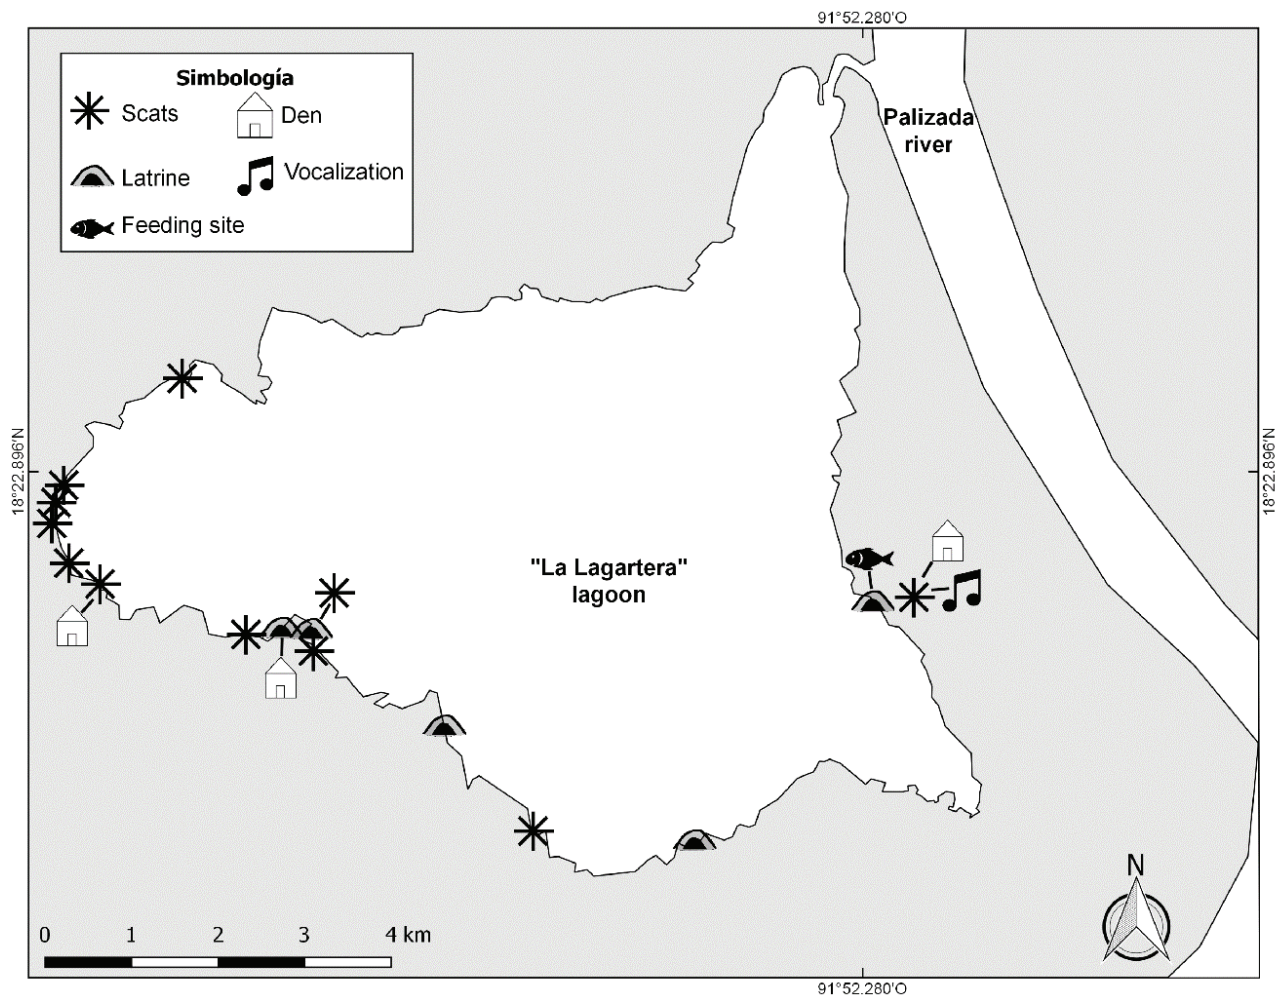 91°52.280'O
Simbología
Scats
Den
Latrine
Vocalization
Feeding site
Palizada
river
18°22.896'N
18°22.896'N
"La Lagartera"
lagoon
N
0 1 2 3 4 km
91°52.280'O